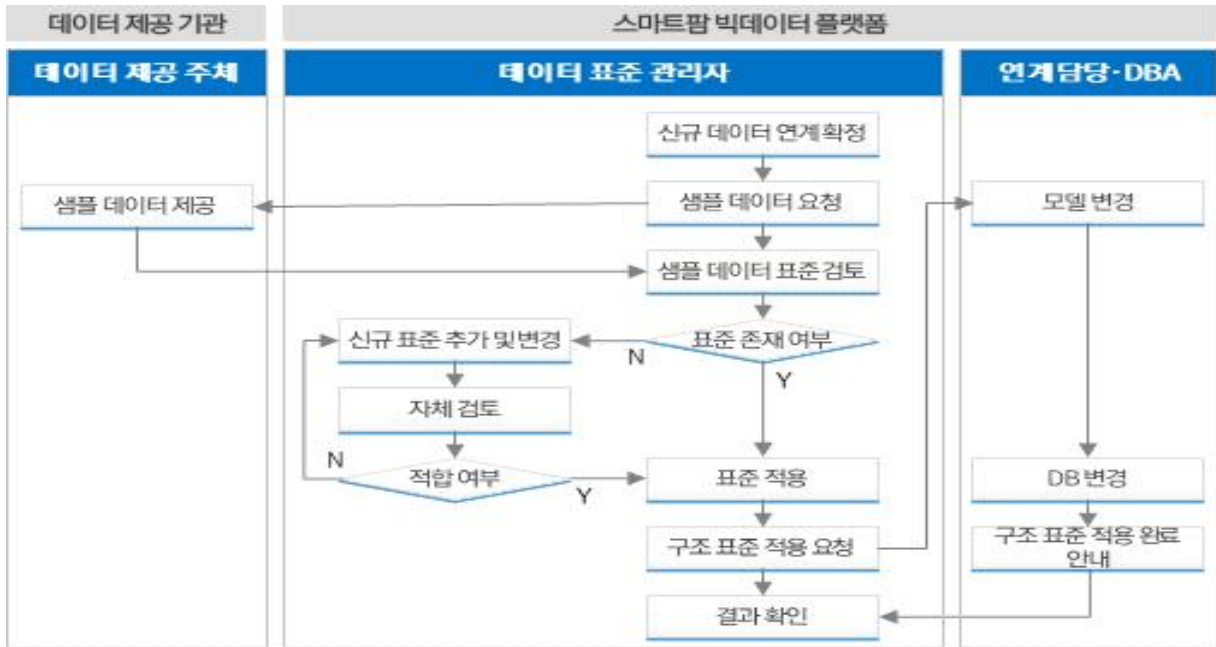 데이터 제공 기관
스마트팜 빅데이터 플랫폼
데이터 제공 주체
데이터 표준 관리자
연계담당·DBA
신규 데이터 연계확정
샘플 데이터 제공
샘플 데이터 요청
모델 변경
샘플 데이터 표준검토
신규 표준 추가 및변경
N
표준 존재 여부
Y
자체 검토
N
적합 여부
Y
표준 적용
DB 변경
구조 표준 적용 요청
구조 표준 적용 완료
안내
결과 확인